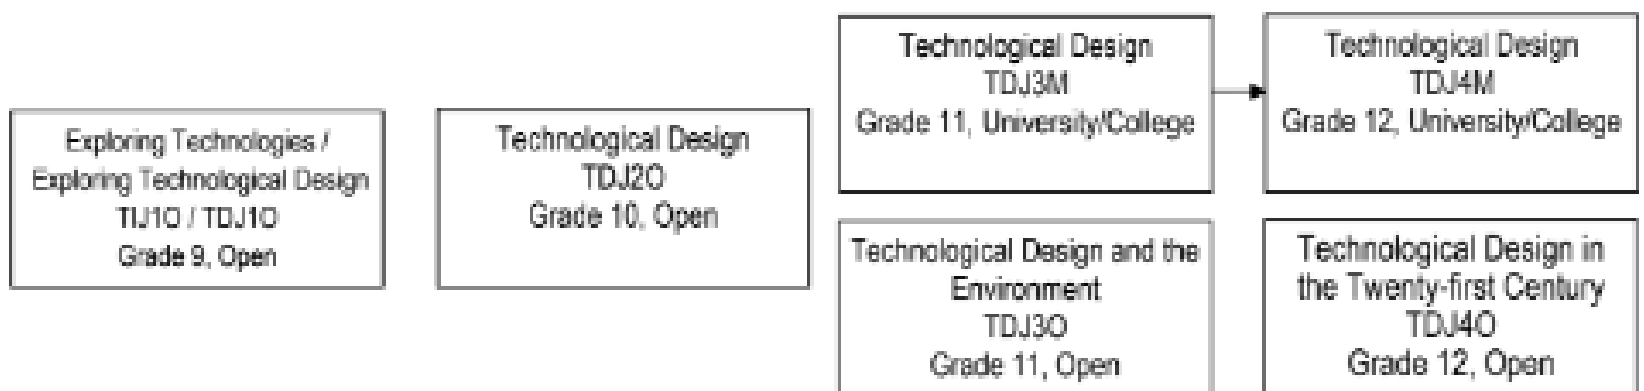 Exploring Technologies /
Exploring Technological Design
TIJ1O / TDJ1O
Grade 9, Open
Technological Design
TDJ2O
Grade 10, Open
Technological Design
TDJ3M
Grade 11, University/College
Technological Design
TDJ4M
Grade 12, University/College
Technological Design and the
Environment
TDJ3O
Grade 11, Open
Technological Design in
the Twenty-first Century
TDJ4O
Grade 12, Open